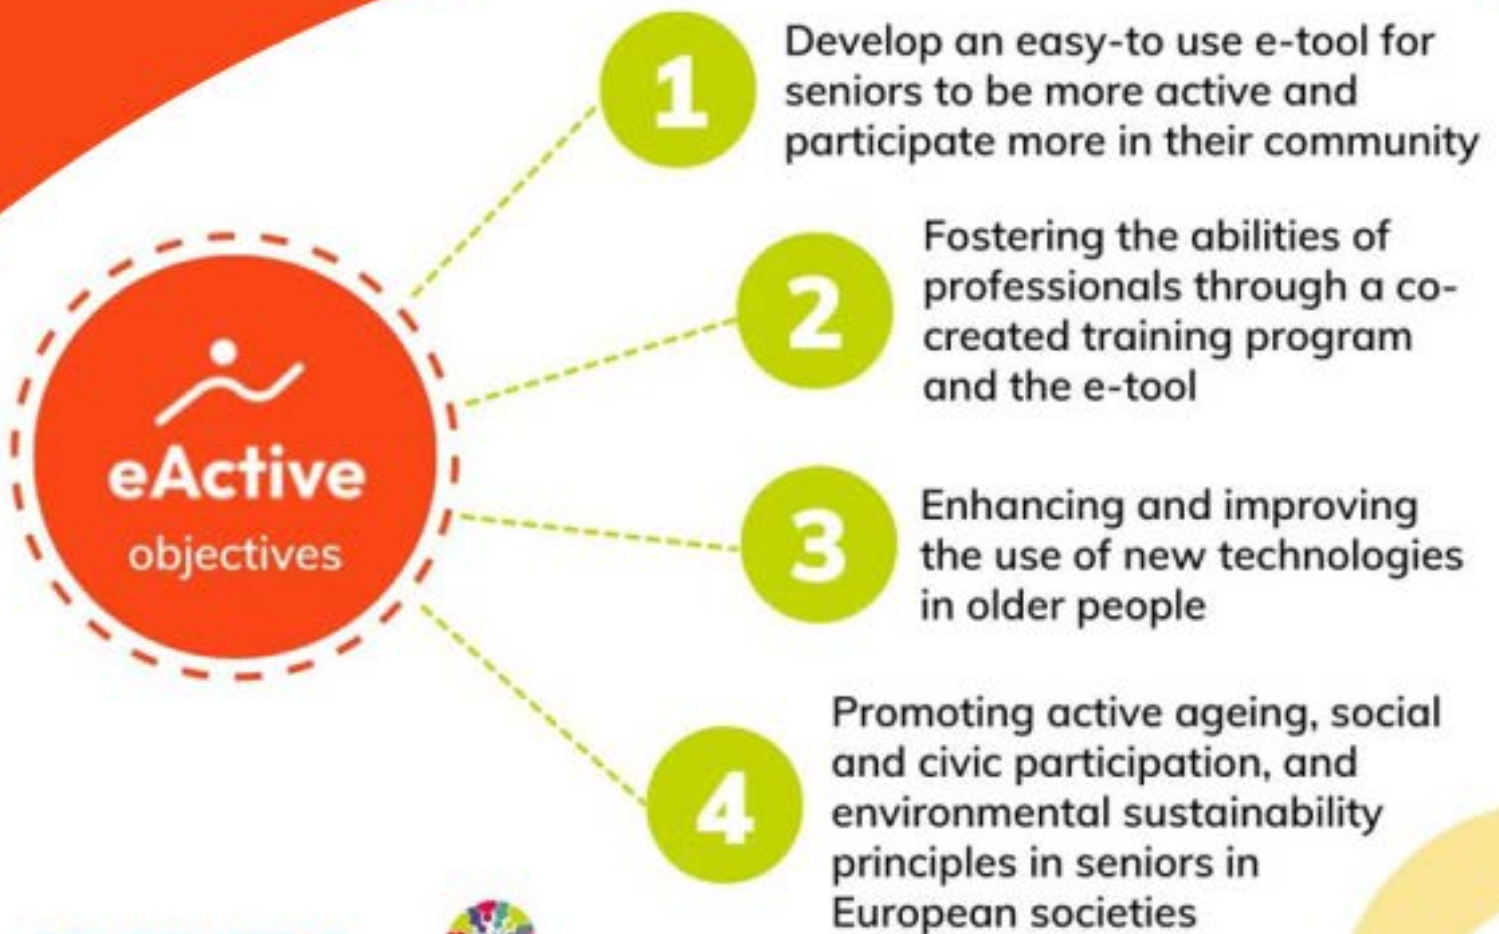 1
Develop an easy-to use e-tool for
seniors to be more active and
participate more in their community
2
Fostering the abilities of
professionals through a co-
created training program
and the e-tool
eActive
objectives
3
Enhancing and improving
the use of new technologies
in older people
4
Promoting active ageing, social
and civic participation, and
environmental sustainability
principles in seniors in
European societies